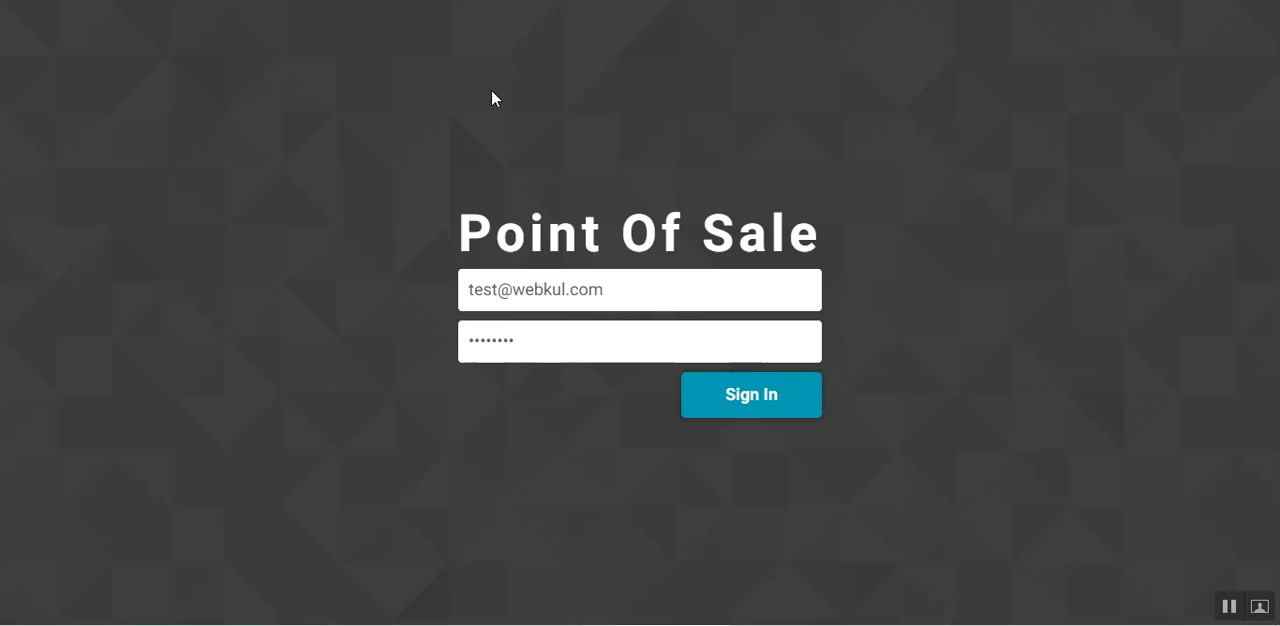 Point Of Sale
test@webkul.com
••••••••
Sign In